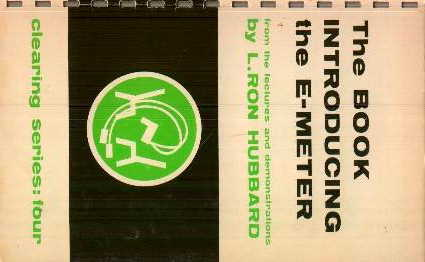 The BOOK
INTRODUCING
the E-METER
from the lectures and demonstrations
by L.RON HUBBARD
clearing series: four